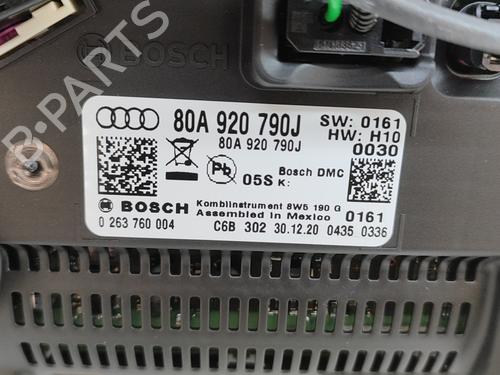 BOSCH
B-PARTS
80A 920 790J
SW: 0161
80A 920 790J
HW: H10
0030
Pb
05S
Bosch DMC
K:
BOSCH
Kombiinstrument 8W5 190 G
Assembled in Mexico
0161
0 263 760 004
C6B 302 30.12.20 0435 0336